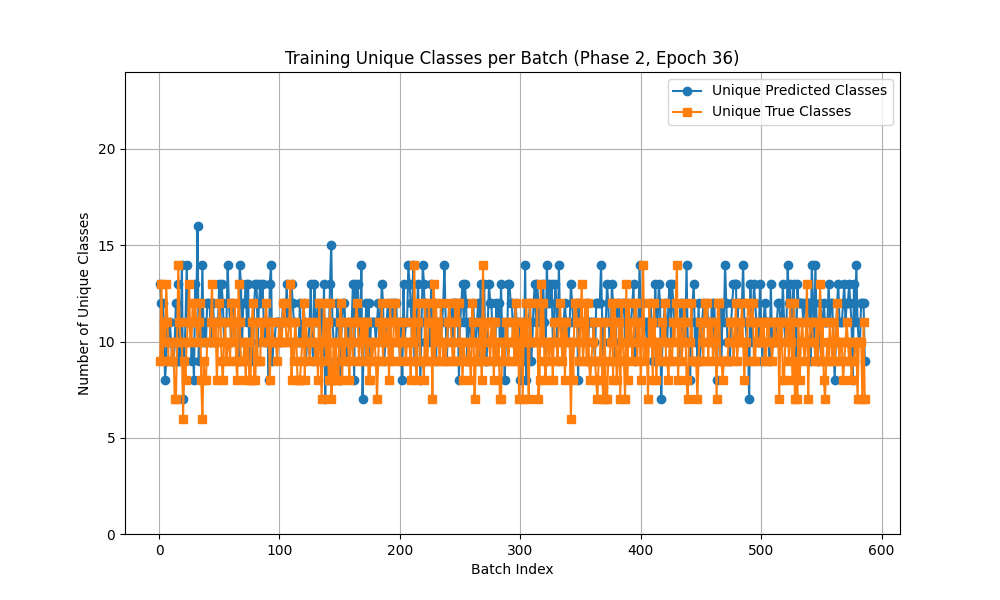 Training Unique Classes per Batch (Phase 2, Epoch 36)
Unique Predicted Classes
Unique True Classes
Number of Unique Classes
20
15
10
5
0
0 100 200 300 400 500 600
Batch Index